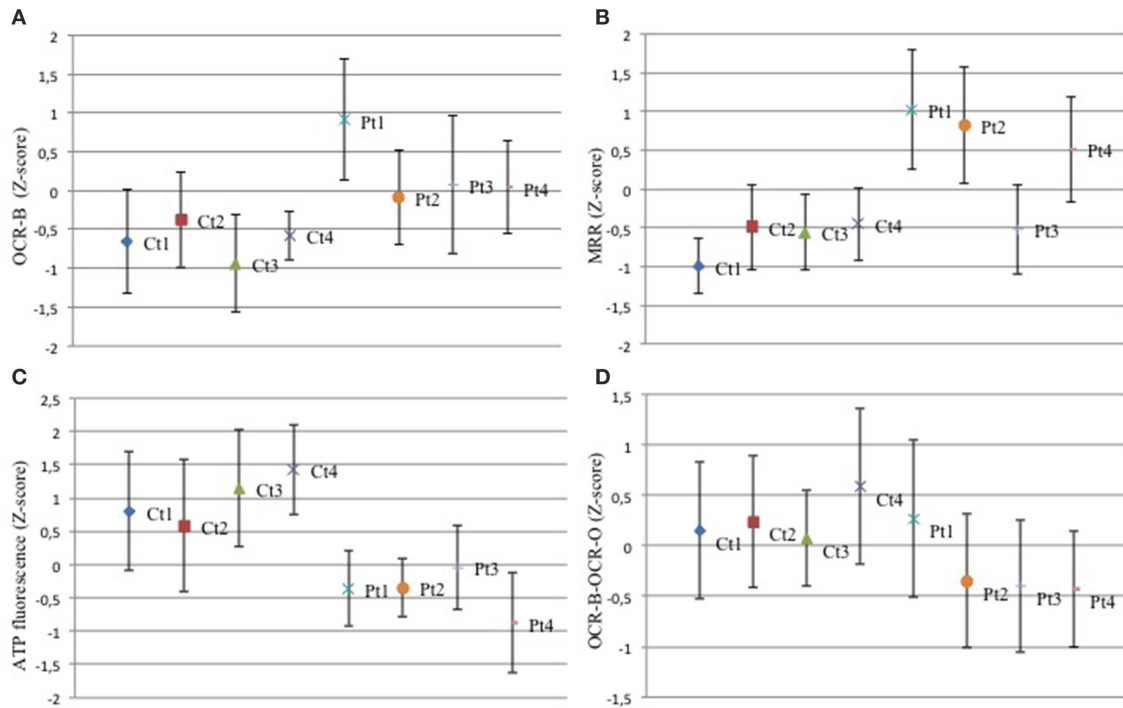 A
OCR-B (Z-score)
2
1,5
1
0,5
0
-0,5
-1
-1,5
-2
Ct1
Ct2
Ct3
Ct4
Pt1
Pt2
Pt3
Pt4
B
MRR (Z-score)
2
1,5
1
0,5
0
-0,5
-1
-1,5
-2
Ct1
Ct2
Ct3
Ct4
Pt1
Pt2
Pt3
Pt4
C
ATP fluorescence (Z-score)
2,5
2
1,5
1
0,5
0
-0,5
-1
-1,5
-2
Ct1
Ct2
Ct3
Ct4
Pt1
Pt2
Pt3
Pt4
D
OCR-B-OCR-O (Z-score)
1,5
1
0,5
0
-0,5
-1
-1,5
Ct1
Ct2
Ct3
Ct4
Pt1
Pt2
Pt3
Pt4